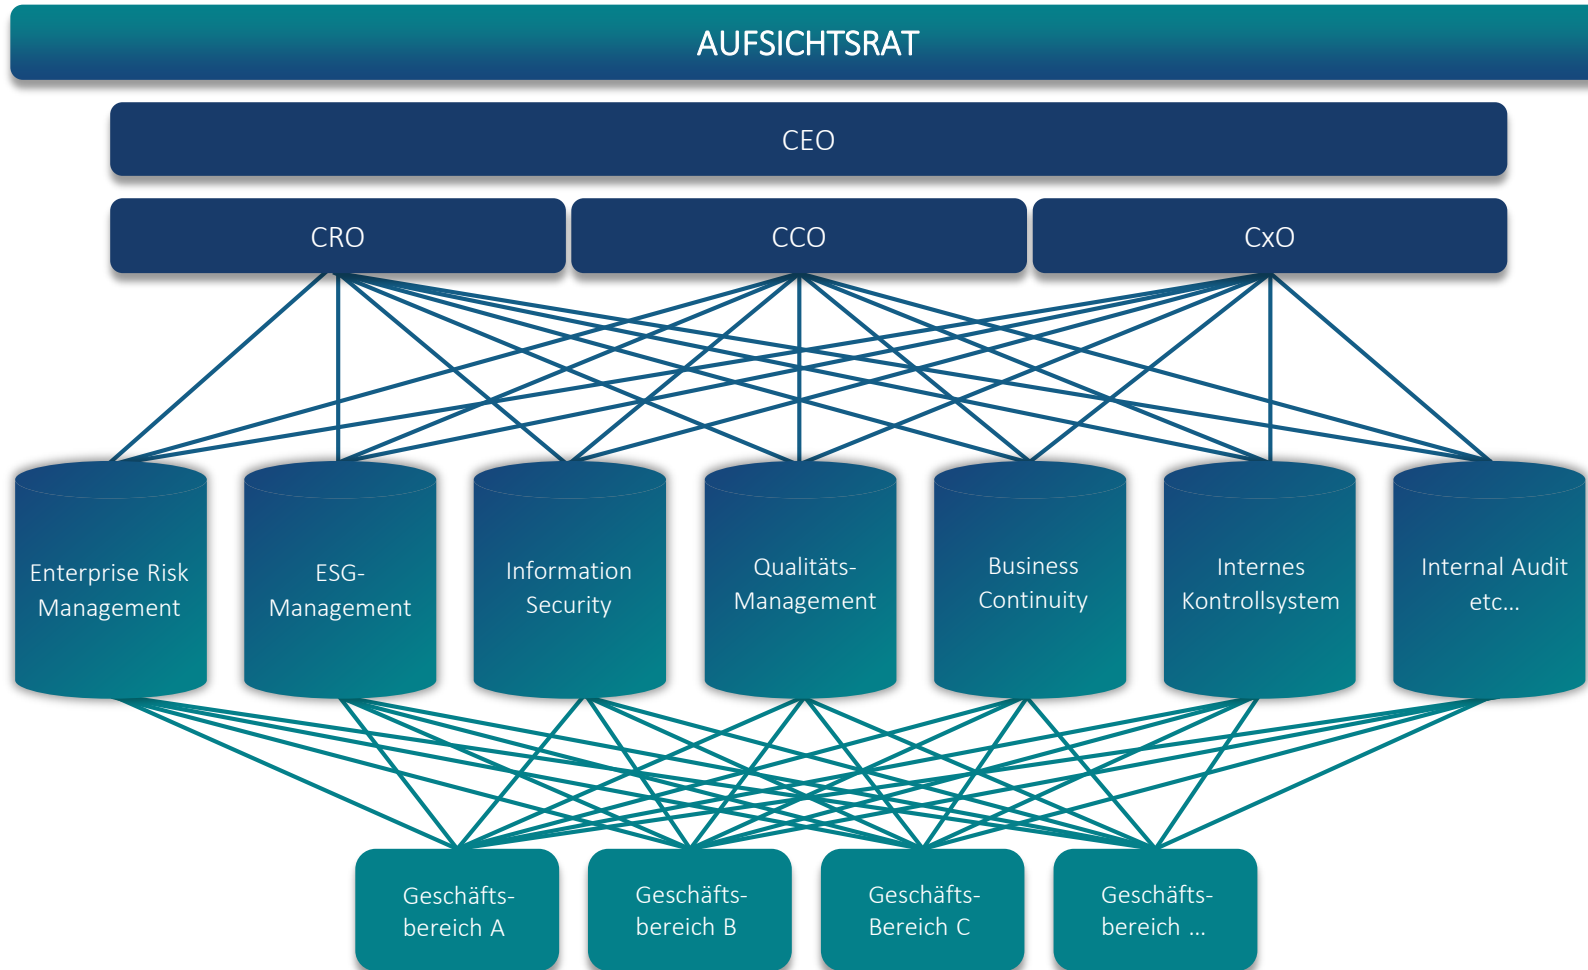 AUFSICHTSRAT
CEO
CRO
CCO
CxO
Enterprise Risk
Management
ESG-
Management
Information
Security
Qualitäts-
Management
Business
Continuity
Internes
Kontrollsystem
Internal Audit
etc...
Geschäfts-
bereich A
Geschäfts-
bereich B
Geschäfts-
Bereich C
Geschäfts-
bereich ...